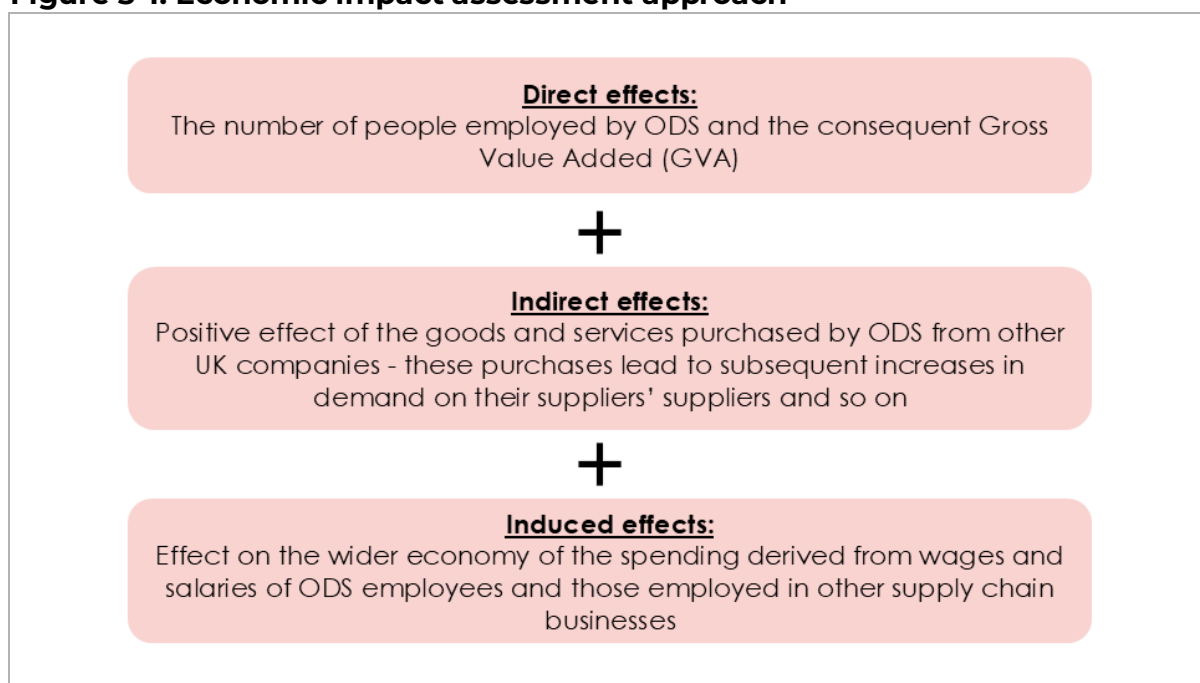 Figure 3-1: Economic impact assessment approach
Direct effects:
The number of people employed by ODS and the consequent Gross
Value Added (GVA)
+
Indirect effects:
Positive effect of the goods and services purchased by ODS from other
UK companies - these purchases lead to subsequent increases in
demand on their suppliers’ suppliers and so on
+
Induced effects:
Effect on the wider economy of the spending derived from wages and
salaries of ODS employees and those employed in other supply chain
businesses